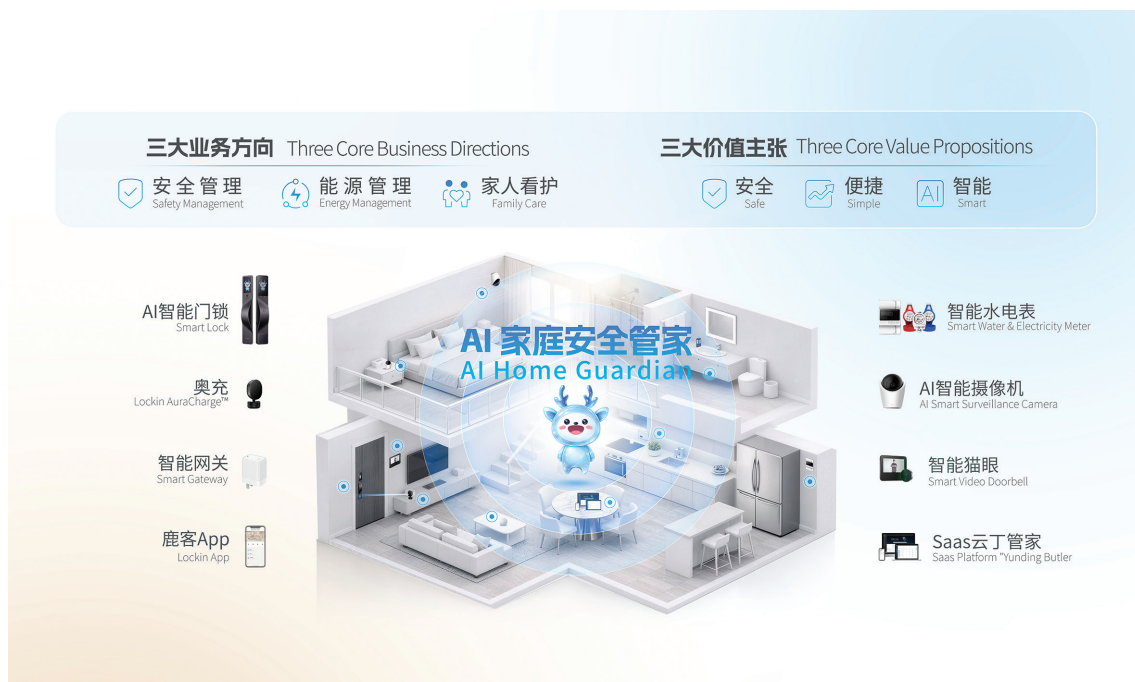 三大业务方向 Three Core Business Directions
安全管理
Safety Management
能源管理
Energy Management
家人看护
Family Care
三大价值主张 Three Core Value Propositions
安全
Safe
便捷
Simple
AI
智能
Smart
AI智能门锁
Smart Lock
奥充
Lockin AuraCharge™
智能网关
Smart Gateway
鹿客App
Lockin App
AI 家庭安全管家
AI Home Guardian
智能水电表
Smart Water & Electricity Meter
AI智能摄像机
AI Smart Surveillance Camera
智能猫眼
Smart Video Doorbell
Saas云丁管家
Saas Platform "Yunding Butler